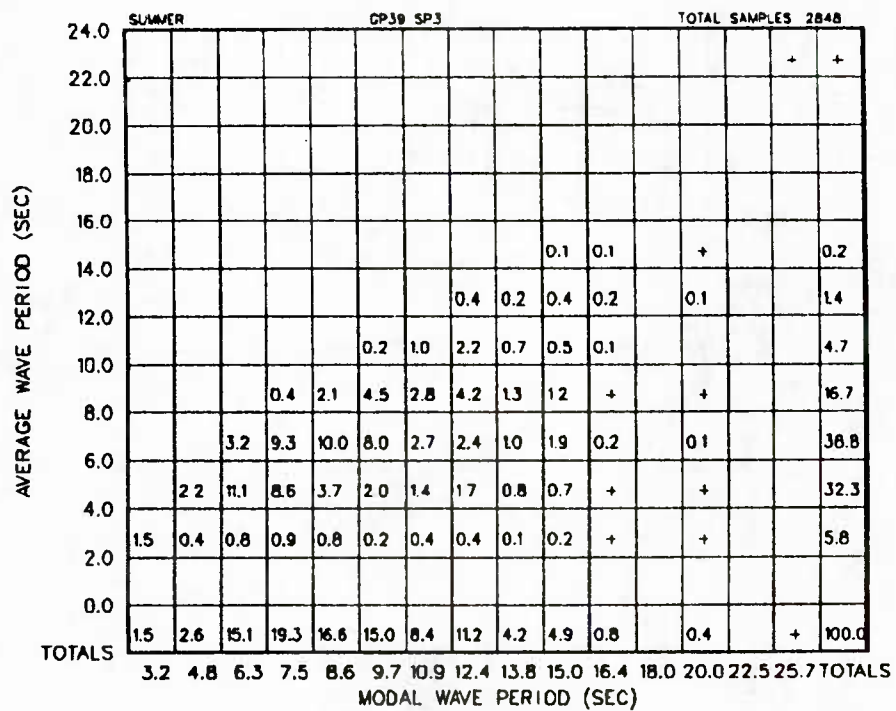 SUMMER GP39 SP3 TOTAL SAMPLES 2848
24.0
+ +
22.0
20.0
18.0
16.0
0.1 0.1 + 0.2
14.0
0.4 0.2 0.4 0.2 0.1 1.4
12.0
0.2 1.0 2.2 0.7 0.5 0.1 4.7
10.0
0.4 2.1 4.5 2.8 4.2 1.3 1.2 + + 16.7
8.0
3.2 9.3 10.0 8.0 2.7 2.4 1.0 1.9 0.2 0.1 38.8
6.0
2.2 11.1 8.6 3.7 2.0 1.4 1.7 0.8 0.7 + + 32.3
4.0
1.5 0.4 0.8 0.9 0.8 0.2 0.4 0.4 0.1 0.2 + + 5.8
2.0
0.0
1.5 2.6 15.1 19.3 16.6 15.0 8.4 11.2 4.2 4.9 0.8 0.4 + 100.0
TOTALS
3.2 4.8 6.3 7.5 8.6 9.7 10.9 12.4 13.8 15.0 16.4 18.0 20.0 22.5 25.7 TOTALS
MODAL WAVE PERIOD (SEC)
AVERAGE WAVE PERIOD (SEC)